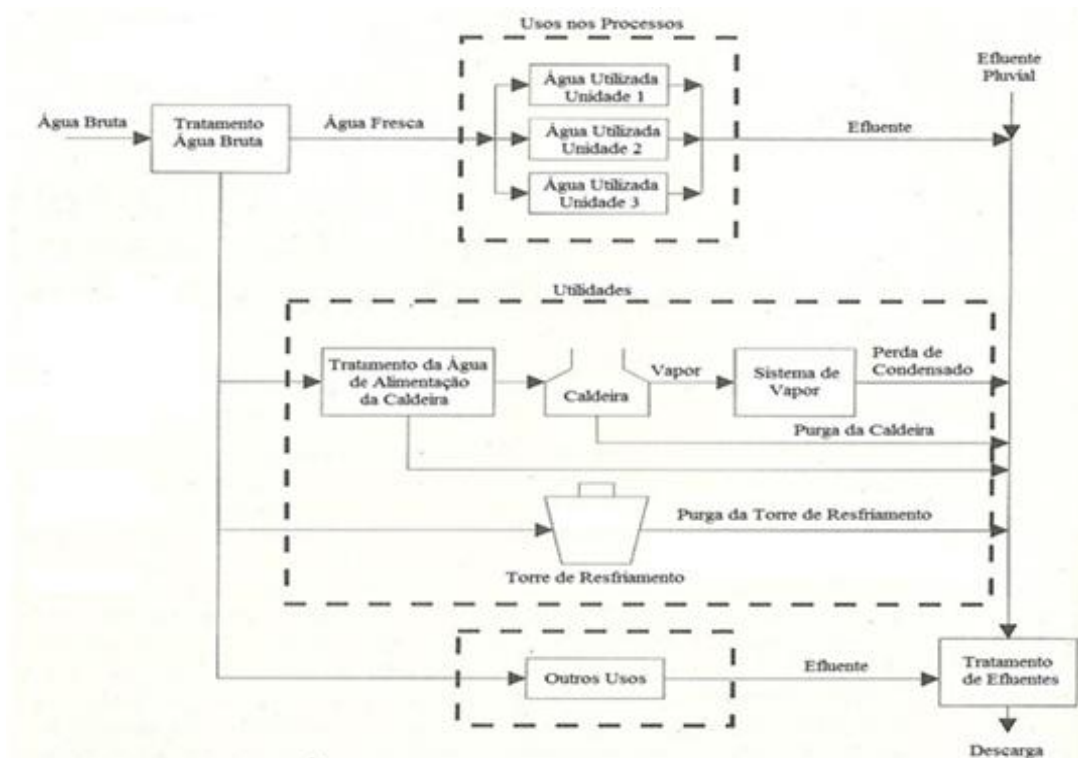 Usos nos Processos
Efluente
Pluvial
Água Utilizada
Unidade 1
Água Bruta
Tratamento
Água Bruta
Água Fresca
Água Utilizada
Unidade 2
Efluente
Água Utilizada
Unidade 3
Utilidades
Tratamento da Água
de Alimentação
da Caldeira
Caldeira
Vapor
Sistema de
Vapor
Perda de
Condensado
Purga da Caldeira
Purga da Torre de Resfriamento
Torre de Resfriamento
Outros Usos
Efluente
Tratamento
de Efluentes
Descarga